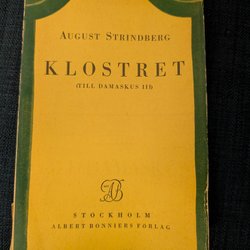 AUGUST STRINDBERG
KLOSTRET
(TILL DAMASKUS III)
STOCKHOLM
ALBERT BONNIERS FÖRLAG